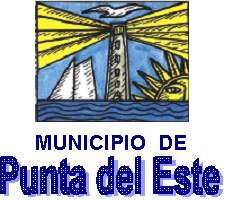 MUNICIPIO DE
Punta del Este